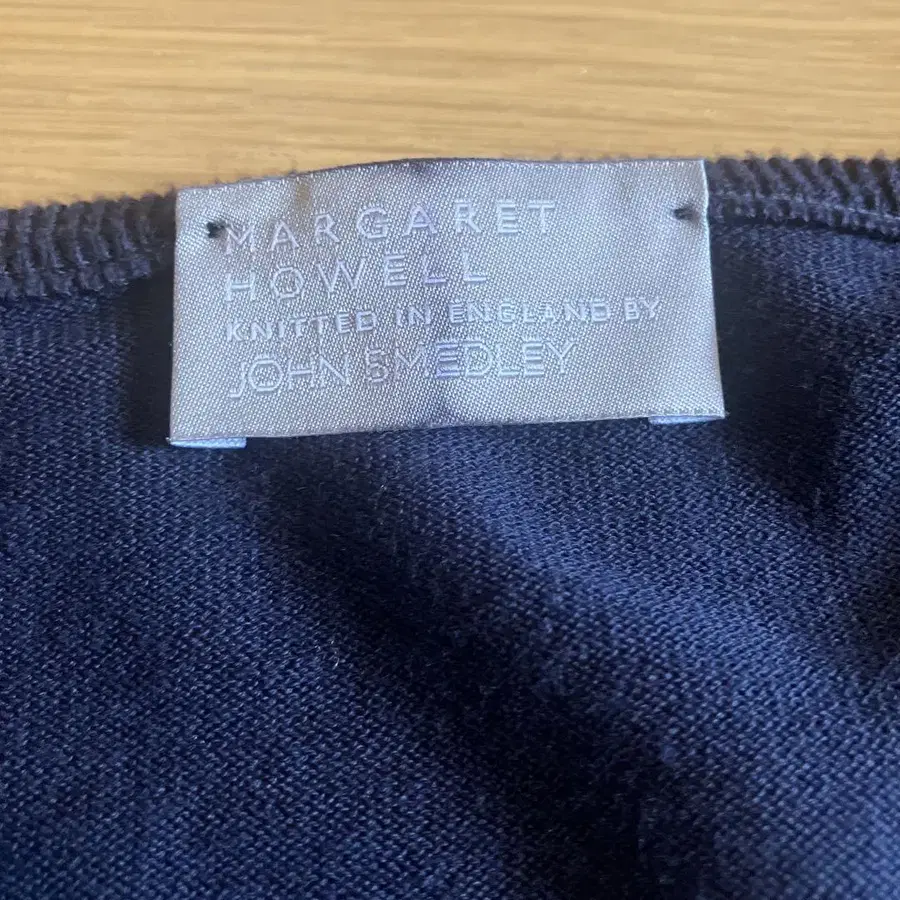 MARGARET
HOWELL
KNITTED IN ENGLAND BY
JOHN SMEDLEY